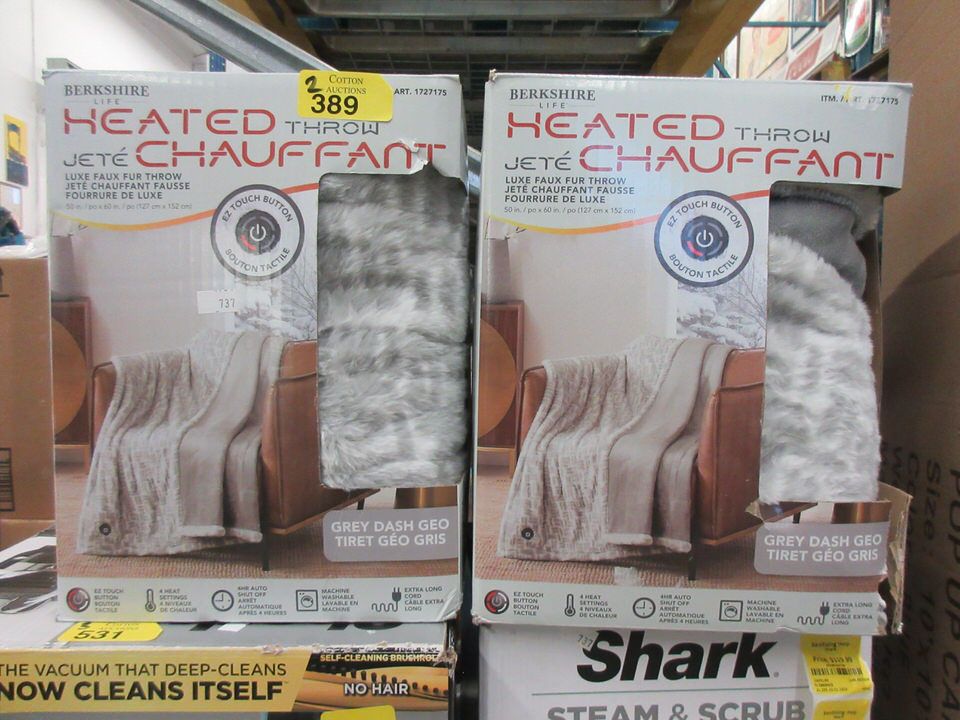 BERKSHIRE
LIFE
HEATED THROW
JETÉ CHAUFFANT
LUXE FAUX FUR THROW
JETÉ CHAUFFANT FAUSSE
FOURRURE DE LUXE
50 in. / po x 60 in. / po (127 cm x 152 cm)
2 COTTON
AUCTIONS
389
ART. 1727175
EZ TOUCH BUTTON
BOUTON TACTILE
737
GREY DASH GEO
TIRET GÉO GRIS
EZ TOUCH
BUTTON
BOUTON
TACTILE
4 HEAT
SETTINGS
4 NIVEAUX
DE CHALEUR
4HR AUTO
SHUT OFF
ARRÊT
AUTOMATIQUE
APRÈS 4 HEURES
MACHINE
WASHABLE
LAVABLE EN
MACHINE
EXTRA LONG
CORD
CÂBLE EXTRA
LONG
BERKSHIRE
LIFE
ITM. / ART. 1727175
HEATED THROW
JETÉ CHAUFFANT
LUXE FAUX FUR THROW
JETÉ CHAUFFANT FAUSSE
FOURRURE DE LUXE
50 in. / po x 60 in. / po (127 cm x 152 cm)
EZ TOUCH BUTTON
BOUTON TACTILE
GREY DASH GEO
TIRET GÉO GRIS
EZ TOUCH
BUTTON
BOUTON
TACTILE
4 HEAT
SETTINGS
4 NIVEAUX
DE CHALEUR
4HR AUTO
SHUT OFF
ARRÊT
AUTOMATIQUE
APRÈS 4 HEURES
MACHINE
WASHABLE
LAVABLE EN
MACHINE
EXTRA LONG
CORD
CÂBLE EXTRA
LONG
531
THE VACUUM THAT DEEP-CLEANS
NOW CLEANS ITSELF
SELF-CLEANING BRUSHROLL
NO HAIR
737
Shark
STEAM & SCRUB